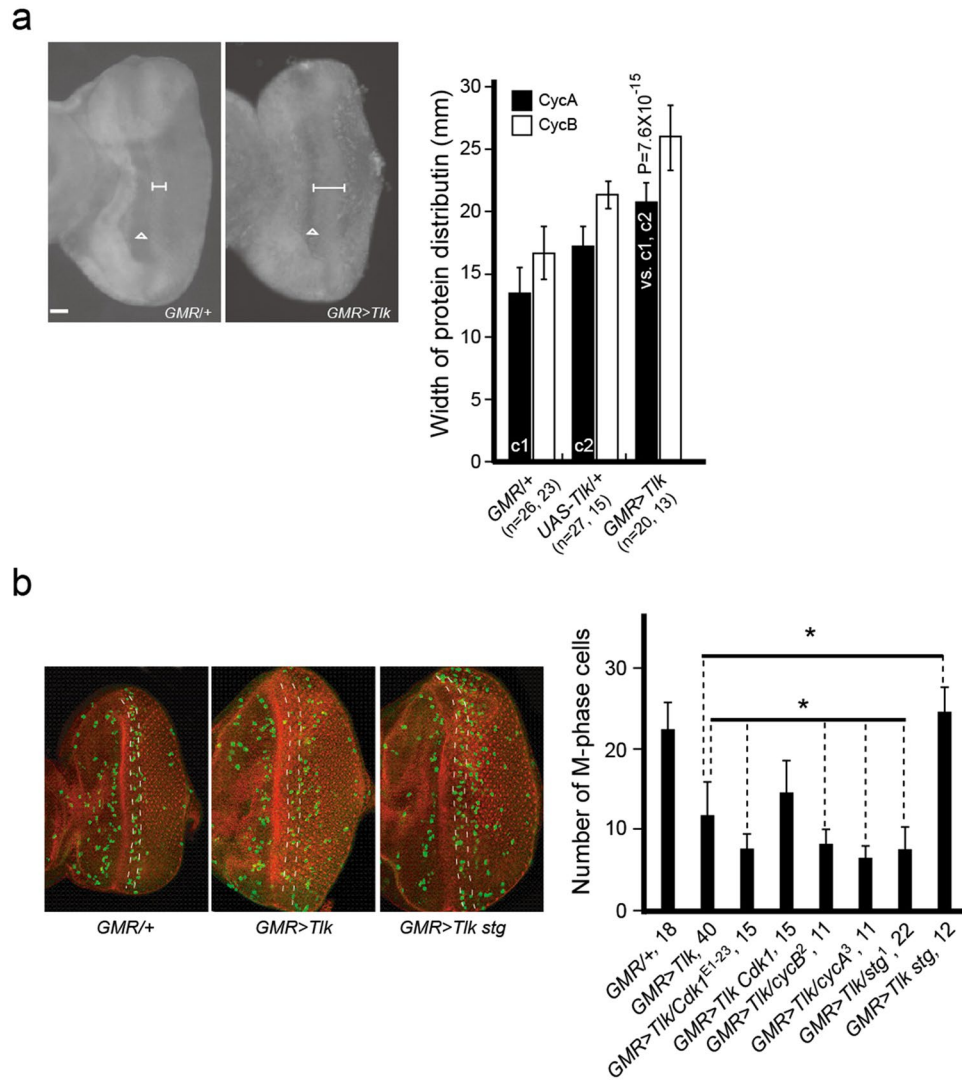 a
GMR/+
GMR>Tlk
Width of protein distributin (mm)
30
25
20
15
10
5
0
CycA
CycB
P=7.6X10-15
vs. c1, c2
c1
c2
GMR/+
(n=26, 23)
UAS-Tlk/+
(n=27, 15)
GMR>Tlk
(n=20, 13)
b
GMR/+
GMR>Tlk
GMR>Tlk stg
Number of M-phase cells
30
20
10
0
*
*
GMR/+, 18
GMR>Tlk, 40
GMR>Tlk/Cdk1E1-23, 15
GMR>Tlk Cdk1, 15
GMR>Tlk/cycB2, 11
GMR>Tlk/cycA3, 11
GMR>Tlk/stg1, 22
GMR>Tlk stg, 12